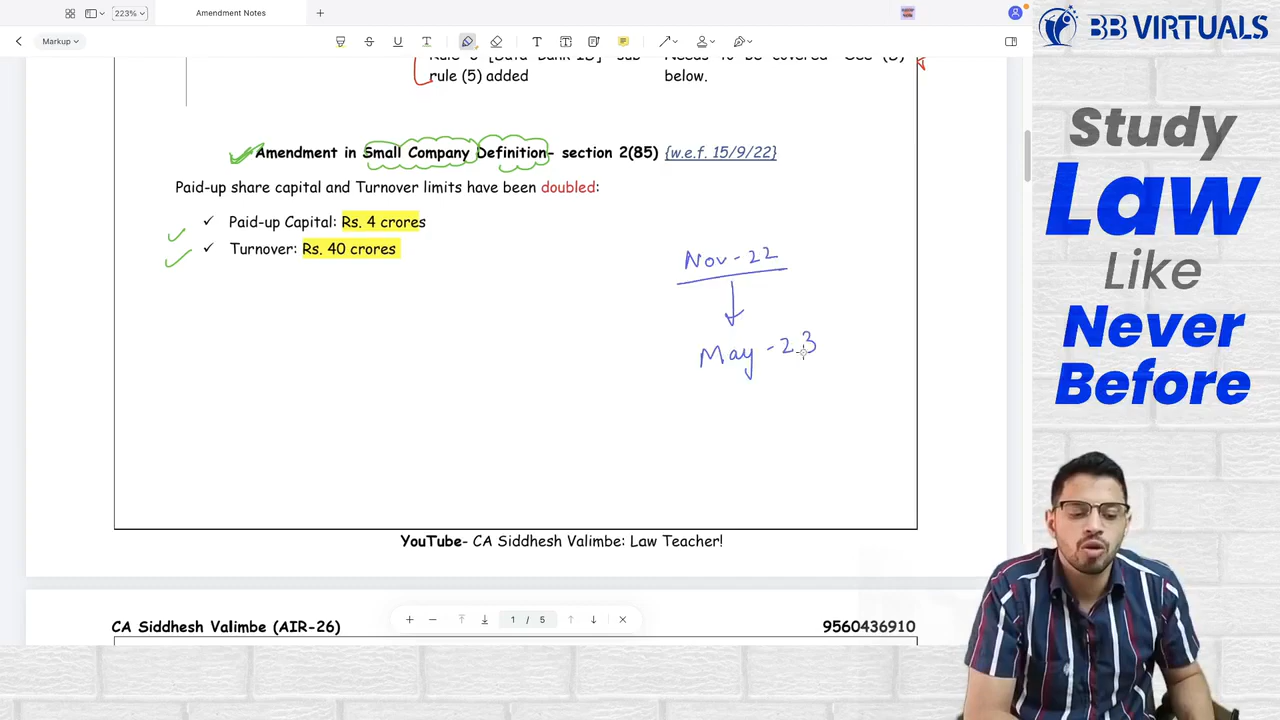 223%
Amendment Notes
BB VIRTUALS
Markup
rule (5) added
below.
Amendment in Small Company Definition- section 2(85) {w.e.f. 15/9/22}
Paid-up share capital and Turnover limits have been doubled:
✓ Paid-up Capital: Rs. 4 crores
✓ Turnover: Rs. 40 crores
Nov-22
May-23
YouTube- CA Siddhesh Valimbe: Law Teacher!
CA Siddhesh Valimbe (AIR-26)
1 / 5
9560436910
Study
Law
Like
Never
Before